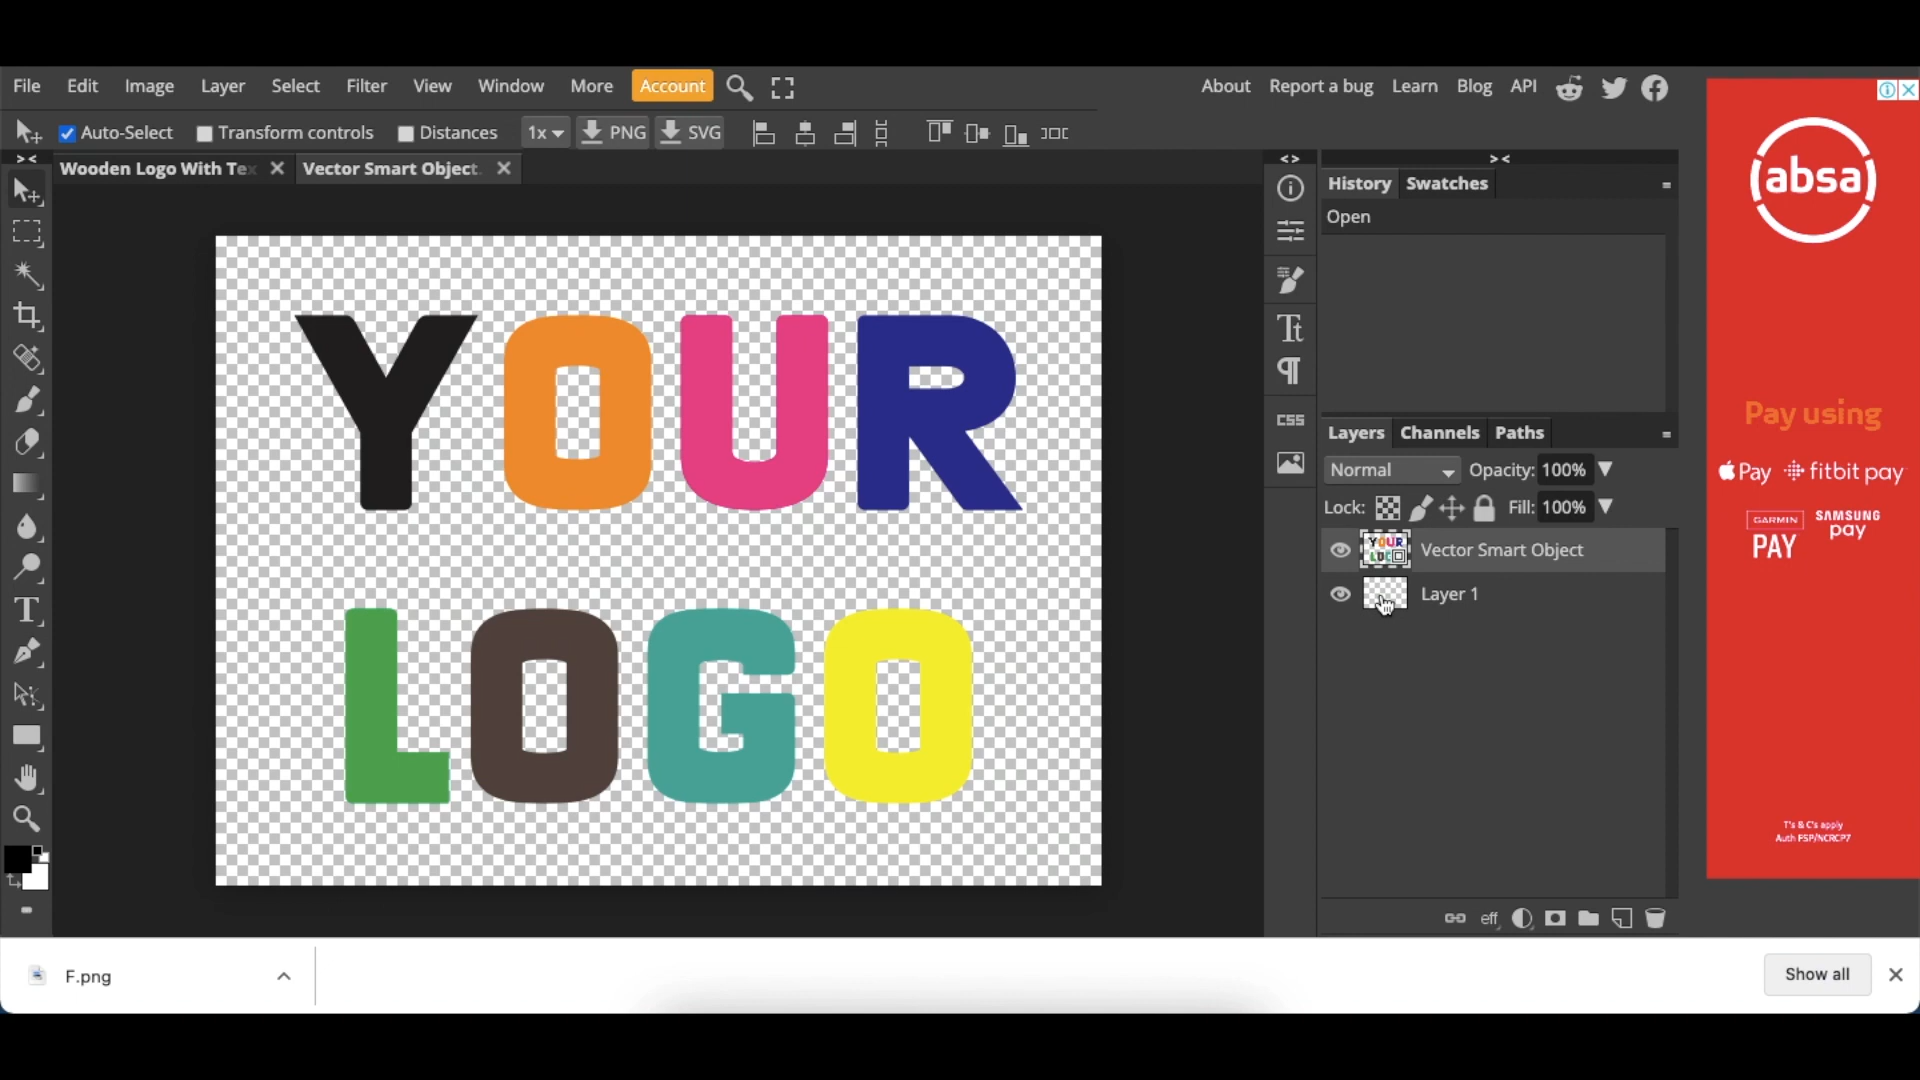 File Edit Image Layer Select Filter View Window More Account About Report a bug Learn Blog API
Auto-Select Transform controls Distances 1x PNG SVG
Wooden Logo With Tex
Vector Smart Object.
YOUR
LOGO
History Swatches
Open
Tt
CSS
Layers Channels Paths
Normal Opacity: 100%
Lock: Fill: 100%
YOUR
Vector Smart Object
Layer 1
eff
absa
Pay using
Pay fitbit pay
GARMIN PAY
SAMSUNG pay
T's & C's apply
Auth FSP/NCRCP7
F.png
Show all